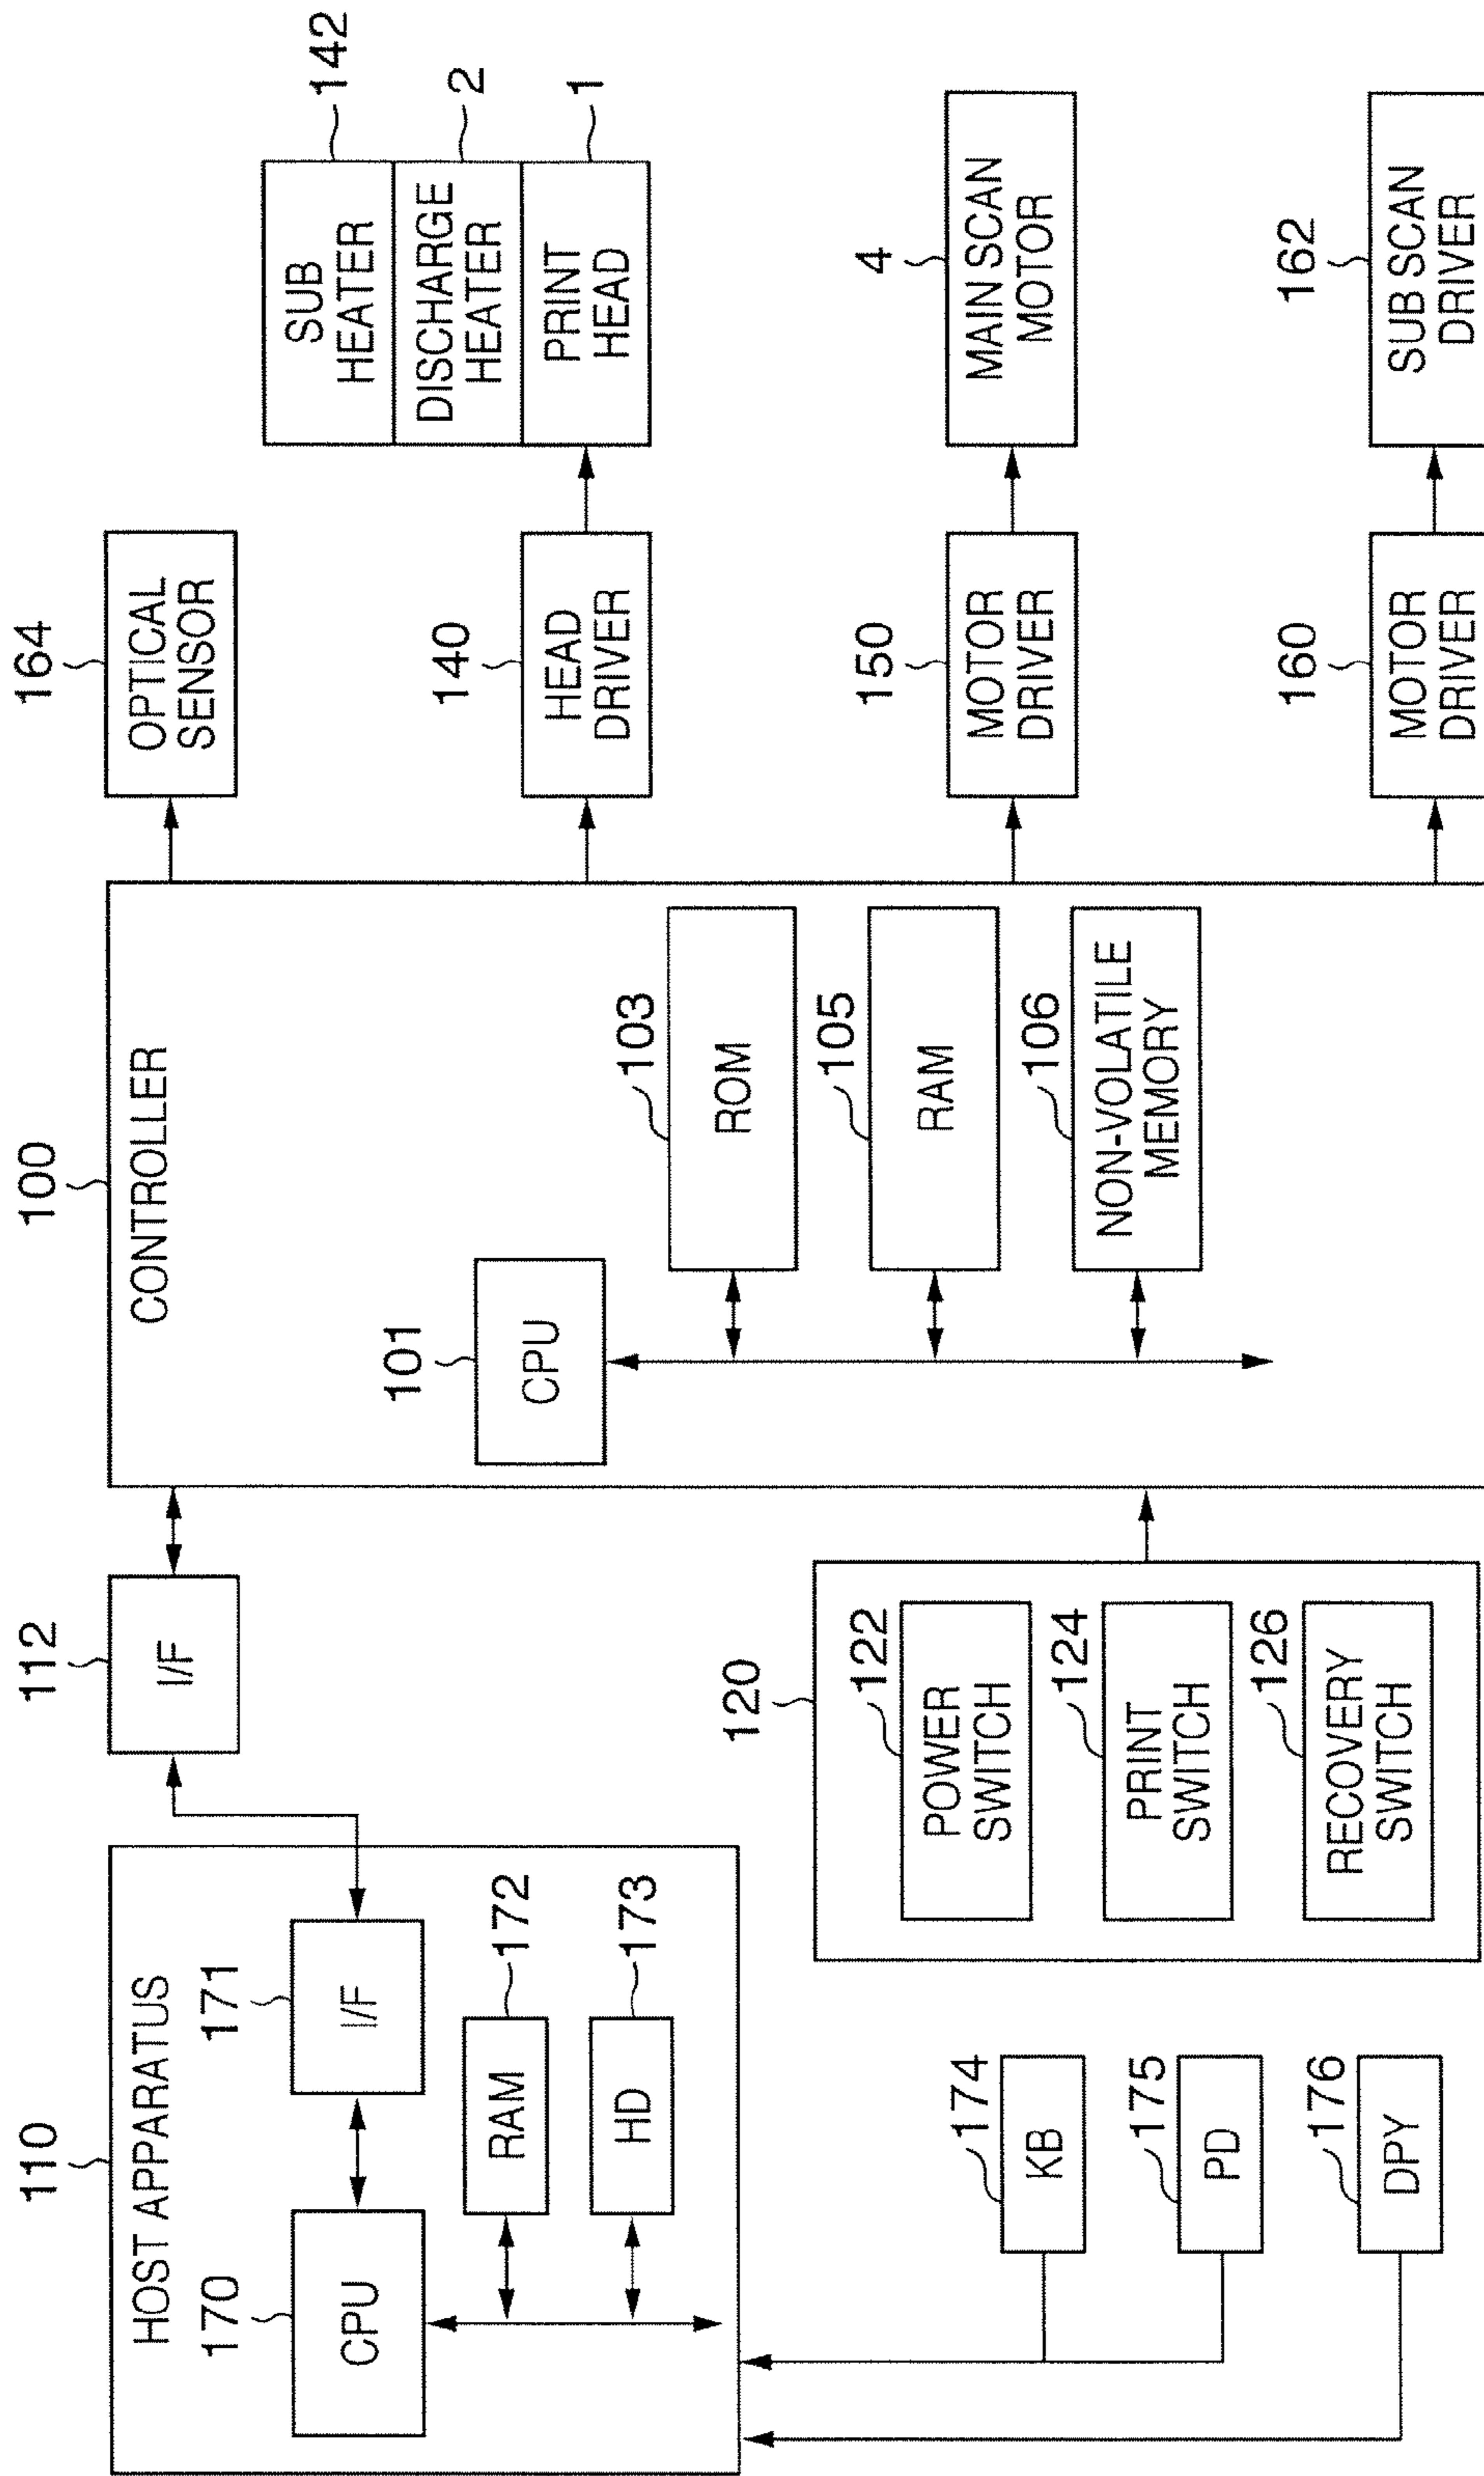 110
HOST APPARATUS
170
CPU
171
I/F
RAM
172
HD
173
KB
174
PD
175
DPY
176
112
I/F
120
122
POWER
SWITCH
124
PRINT
SWITCH
126
RECOVERY
SWITCH
100
CONTROLLER
101
CPU
103
ROM
105
RAM
106
NON-VOLATILE
MEMORY
164
OPTICAL
SENSOR
140
HEAD
DRIVER
150
MOTOR
DRIVER
160
MOTOR
DRIVER
SUB
HEATER
142
DISCHARGE
HEATER
2
PRINT
HEAD
1
4
MAIN SCAN
MOTOR
162
SUB SCAN
DRIVER